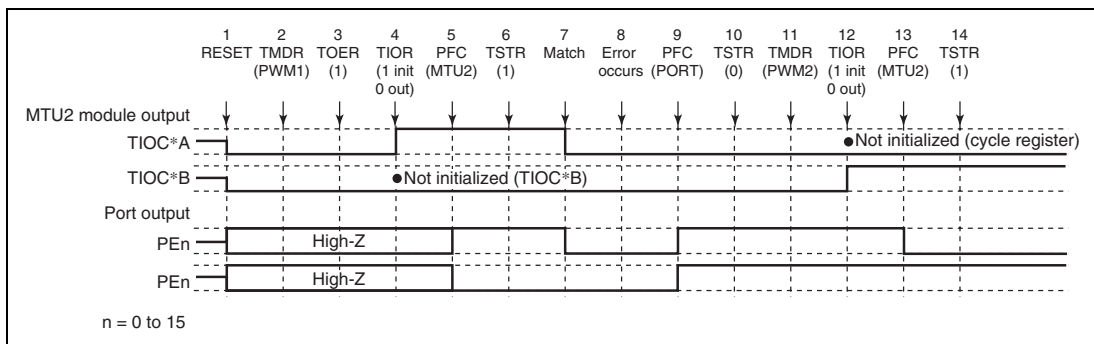 1 2 3 4 5 6 7 8 9 10 11 12 13 14
RESET TMDR TOER TIOR PFC TSTR Match Error PFC TSTR TMDR TIOR PFC TSTR
(PWM1) (1) (1 init (MTU2) (1) occurs (PORT) (0) (PWM2) (1 init (MTU2) (1)
0 out) 0 out)
MTU2 module output
TIOC*A Not initialized (cycle register)
TIOC*B Not initialized (TIOC*B)
Port output
PEn High-Z
PEn High-Z
n = 0 to 15